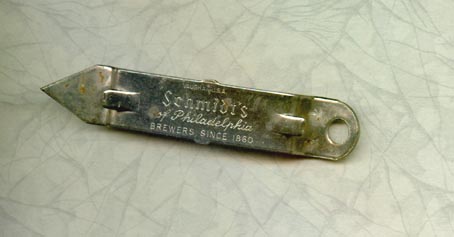 Schmidt's
of Philadelphia
BREWERS SINCE 1860